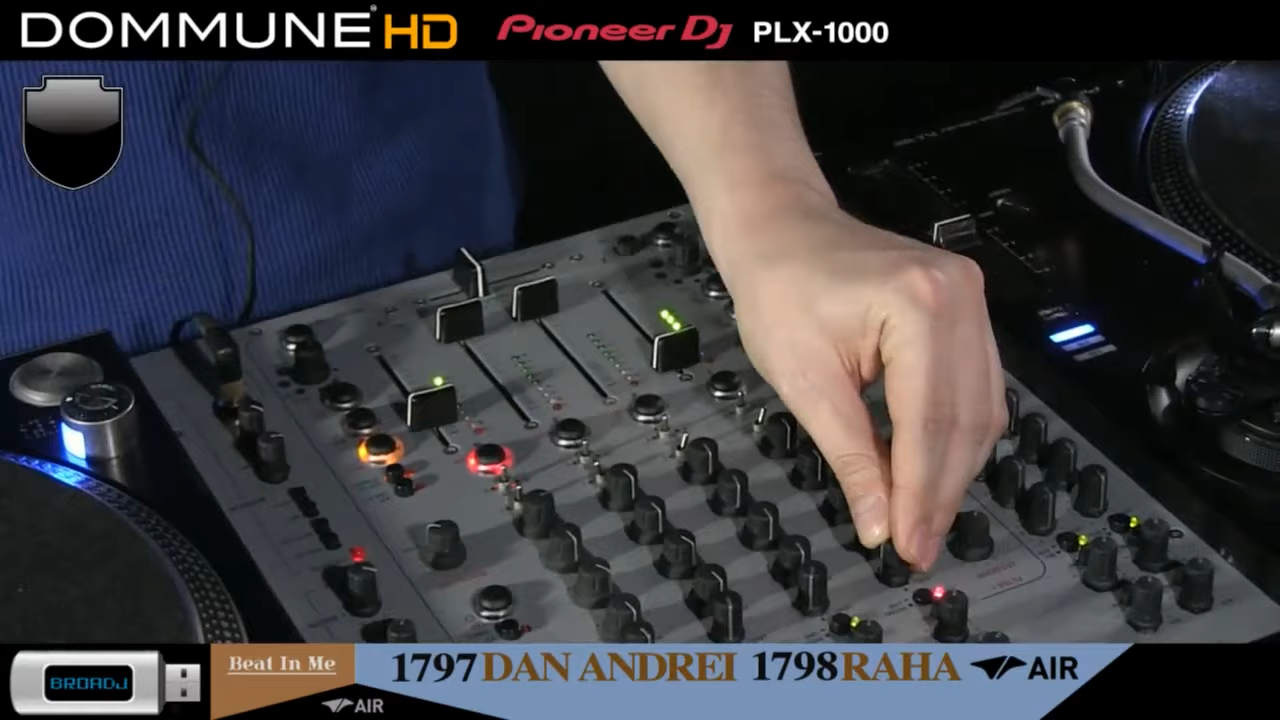 DOMMUNE HD Pioneer Dj PLX-1000
BROADJ
Beat In Me
1797 DAN ANDREI 1798 RAHA AIR
AIR